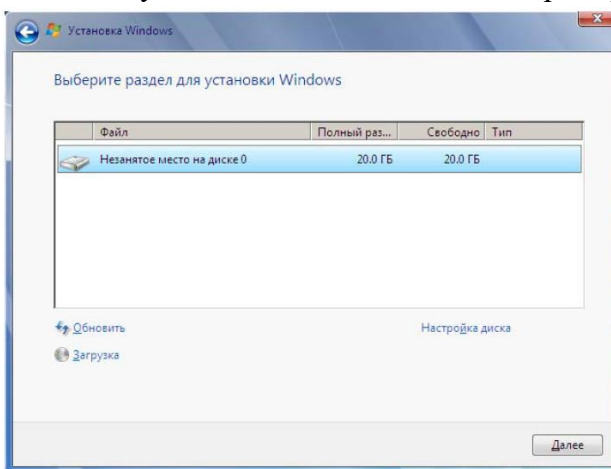 Установка Windows
Выберите раздел для установки Windows
Файл Полный раз... Свободно Тип
Незанятое место на диске 0 20.0 ГБ 20.0 ГБ
Обновить Настройка диска
Загрузка
Далее